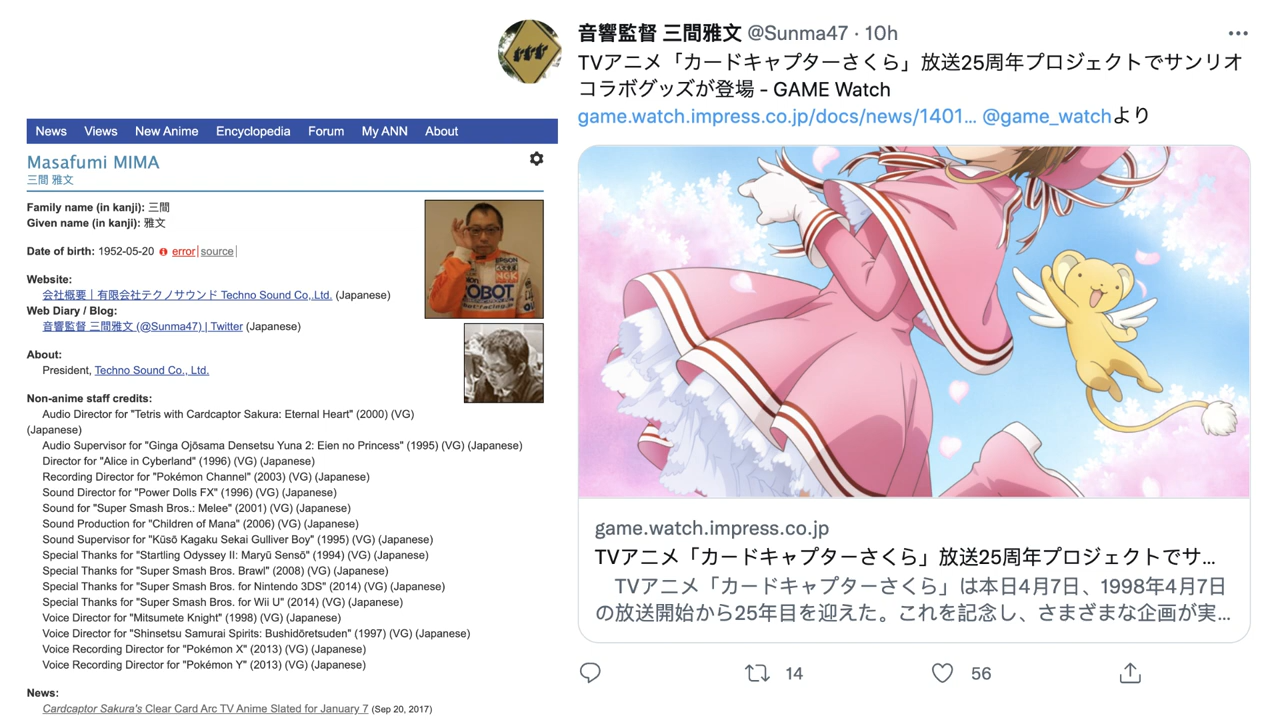 News Views New Anime Encyclopedia Forum My ANN About
Masafumi MIMA
三間 雅文
Family name (in kanji): 三間
Given name (in kanji): 雅文
Date of birth: 1952-05-20 error source
Website:
会社概要 | 有限会社テクノサウンド Techno Sound Co,.Ltd. (Japanese)
Web Diary / Blog:
音響監督 三間雅文 (@Sunma47) | Twitter (Japanese)
About:
President, Techno Sound Co., Ltd.
Non-anime staff credits:
Audio Director for "Tetris with Cardcaptor Sakura: Eternal Heart" (2000) (VG)
(Japanese)
Audio Supervisor for "Ginga Ojōsama Densetsu Yuna 2: Eien no Princess" (1995) (VG) (Japanese)
Director for "Alice in Cyberland" (1996) (VG) (Japanese)
Recording Director for "Pokémon Channel" (2003) (VG) (Japanese)
Sound Director for "Power Dolls FX" (1996) (VG) (Japanese)
Sound for "Super Smash Bros.: Melee" (2001) (VG) (Japanese)
Sound Production for "Children of Mana" (2006) (VG) (Japanese)
Sound Supervisor for "Kūsō Kagaku Sekai Gulliver Boy" (1995) (VG) (Japanese)
Special Thanks for "Startling Odyssey II: Maryū Sensō" (1994) (VG) (Japanese)
Special Thanks for "Super Smash Bros. Brawl" (2008) (VG) (Japanese)
Special Thanks for "Super Smash Bros. for Nintendo 3DS" (2014) (VG) (Japanese)
Special Thanks for "Super Smash Bros. for Wii U" (2014) (VG) (Japanese)
Voice Director for "Mitsumete Knight" (1998) (VG) (Japanese)
Voice Director for "Shinsetsu Samurai Spirits: Bushidōretsuden" (1997) (VG) (Japanese)
Voice Recording Director for "Pokémon X" (2013) (VG) (Japanese)
Voice Recording Director for "Pokémon Y" (2013) (VG) (Japanese)
News:
Cardcaptor Sakura's Clear Card Arc TV Anime Slated for January 7 (Sep 20, 2017)
音響監督 三間雅文 @Sunma47 · 10h
TVアニメ「カードキャプターさくら」放送25周年プロジェクトでサンリオ
コラボグッズが登場 - GAME Watch
game.watch.impress.co.jp/docs/news/1401... @game_watchより
game.watch.impress.co.jp
TVアニメ「カードキャプターさくら」放送25周年プロジェクトでサ...
TVアニメ「カードキャプターさくら」は本日4月7日、1998年4月7日
の放送開始から25年目を迎えた。これを記念し、さまざまな企画が実...
14 56